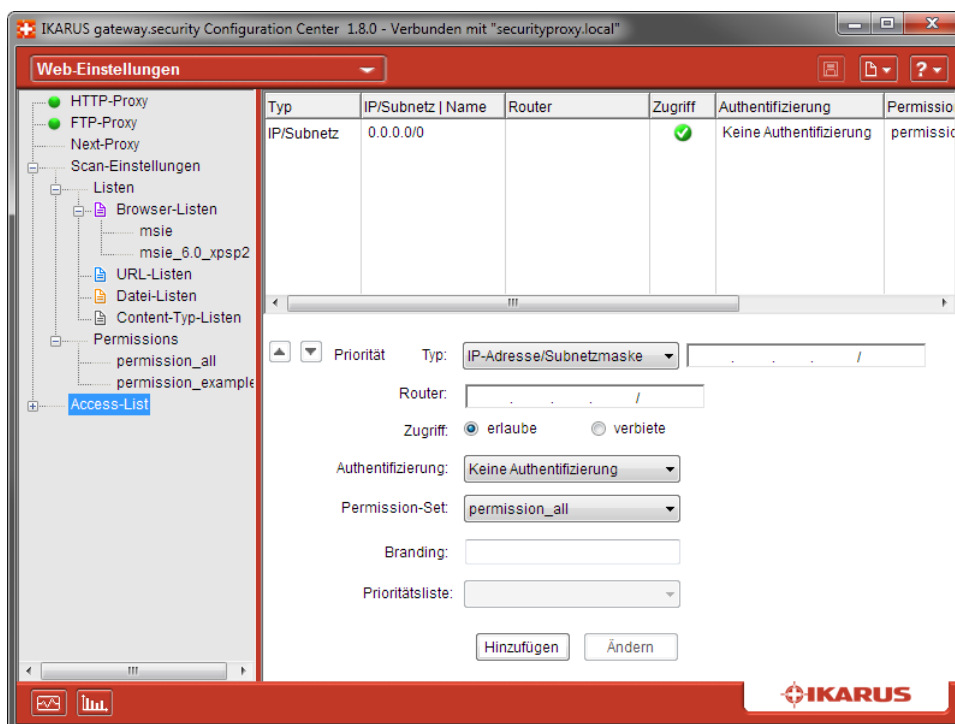 IKARUS gateway.security Configuration Center 1.8.0 - Verbunden mit "securityproxy.local"
Web-Einstellungen
HTTP-Proxy
FTP-Proxy
Next-Proxy
Scan-Einstellungen
Listen
Browser-Listen
msie
msie_6.0_xpsp2
URL-Listen
Datei-Listen
Content-Typ-Listen
Permissions
permission_all
permission_example
Access-List
Typ IP/Subnetz | Name Router Zugriff Authentifizierung Permission
IP/Subnetz 0.0.0.0/0 Keine Authentifizierung permissic
Priorität Typ: IP-Adresse/Subnetzmaske . . . /
Router: . . . /
Zugriff: erlaube verbiete
Authentifizierung: Keine Authentifizierung
Permission-Set: permission_all
Branding:
Prioritätsliste:
Hinzufügen Ändern
IKARUS